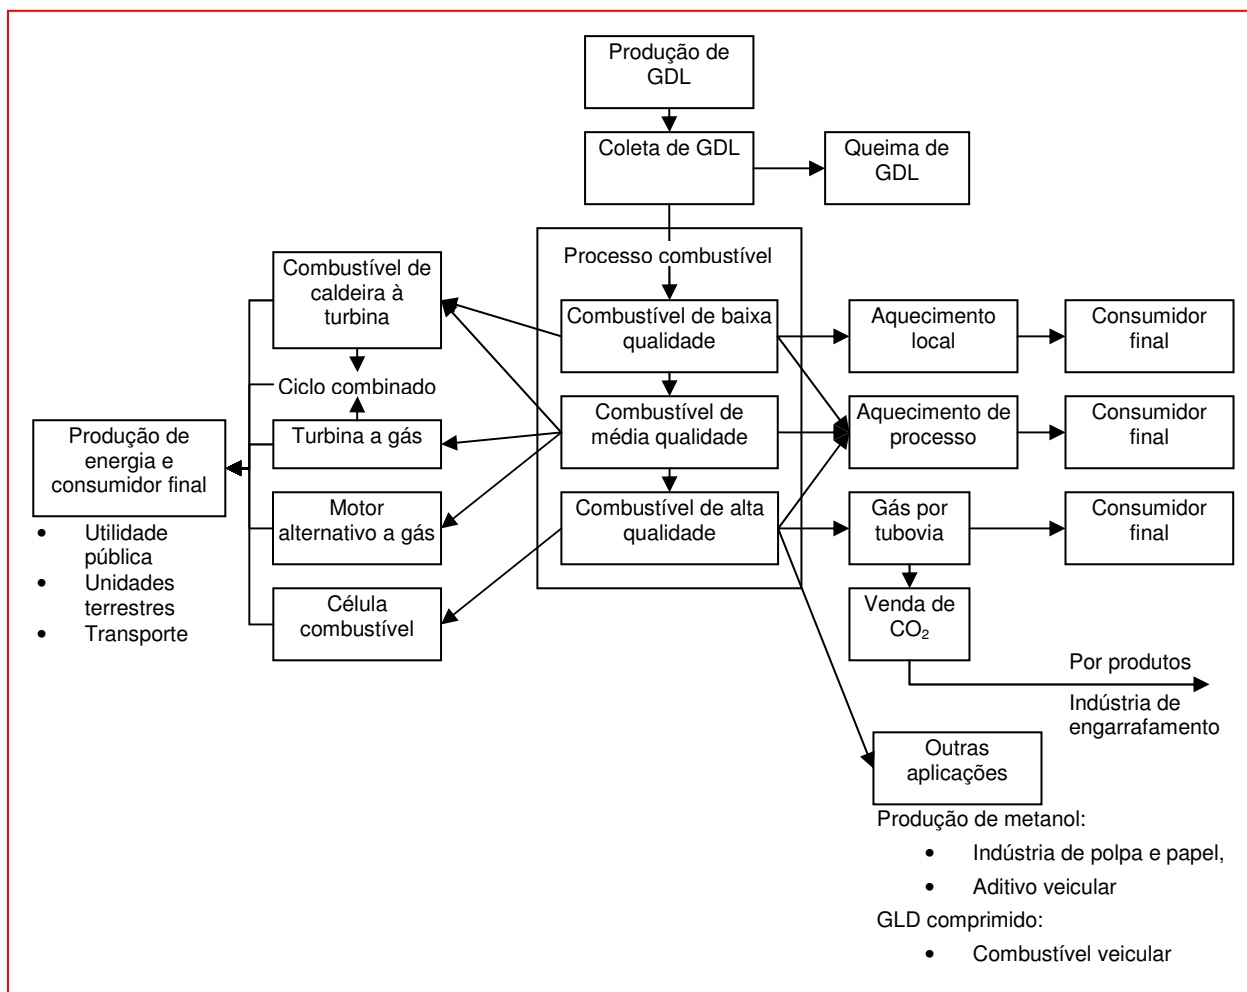 Produção de
GDL
Coleta de GDL
Queima de
GDL
Processo combustível
Combustível de
caldeira à
turbina
Combustível de baixa
qualidade
Aquecimento
local
Consumidor
final
Ciclo combinado
Combustível de
média qualidade
Aquecimento de
processo
Consumidor
final
Produção de
energia e
consumidor final
Turbina a gás
Motor
alternativo a gás
Combustível de alta
qualidade
Gás por
tubovia
Consumidor
final
• Utilidade
pública
• Unidades
terrestres
• Transporte
Célula
combustível
Venda de
CO₂
Por produtos
Indústria de
engarrafamento
Outras
aplicações
Produção de metanol:
• Indústria de polpa e papel,
• Aditivo veicular
GLD comprimido:
• Combustível veicular